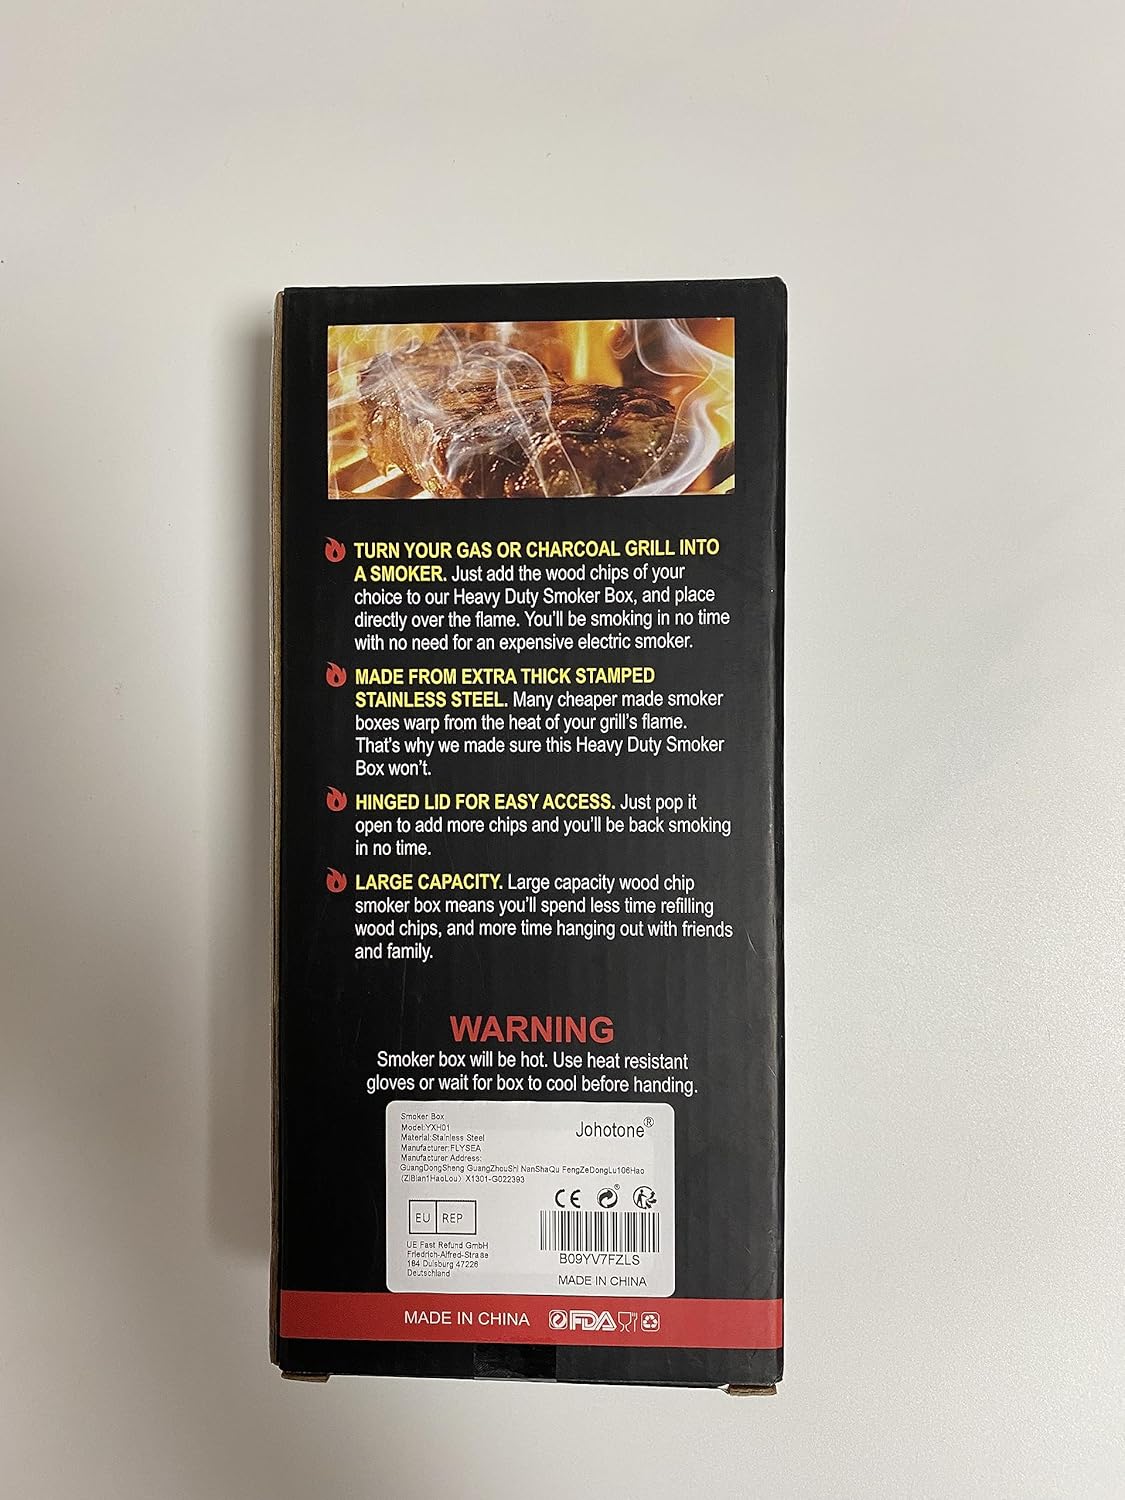 TURN YOUR GAS OR CHARCOAL GRILL INTO
A SMOKER. Just add the wood chips of your
choice to our Heavy Duty Smoker Box, and place
directly over the flame. You'll be smoking in no time
with no need for an expensive electric smoker.
MADE FROM EXTRA THICK STAMPED
STAINLESS STEEL. Many cheaper made smoker
boxes warp from the heat of your grill's flame.
That's why we made sure this Heavy Duty Smoker
Box won't.
HINGED LID FOR EASY ACCESS. Just pop it
open to add more chips and you'll be back smoking
in no time.
LARGE CAPACITY. Large capacity wood chip
smoker box means you'll spend less time refilling
wood chips, and more time hanging out with friends
and family.
WARNING
Smoker box will be hot. Use heat resistant
gloves or wait for box to cool before handing.
Smoker Box
Model:YXH01
Material:Stainless Steel
Manufacturer:FLYSEA
Manufacturer Address:
GuangDongSheng GuangZhouShi NanShaQu FengZeDongLu106Hao
(ZiBian1HaoLou) X1301-G022393
Johotone®
CE
EU REP
UE Fast Refund GmbH
Friedrich-Alfred-Straße
184 Duisburg 47226
Deutschland
B09YV7FZLS
MADE IN CHINA
MADE IN CHINA FDA